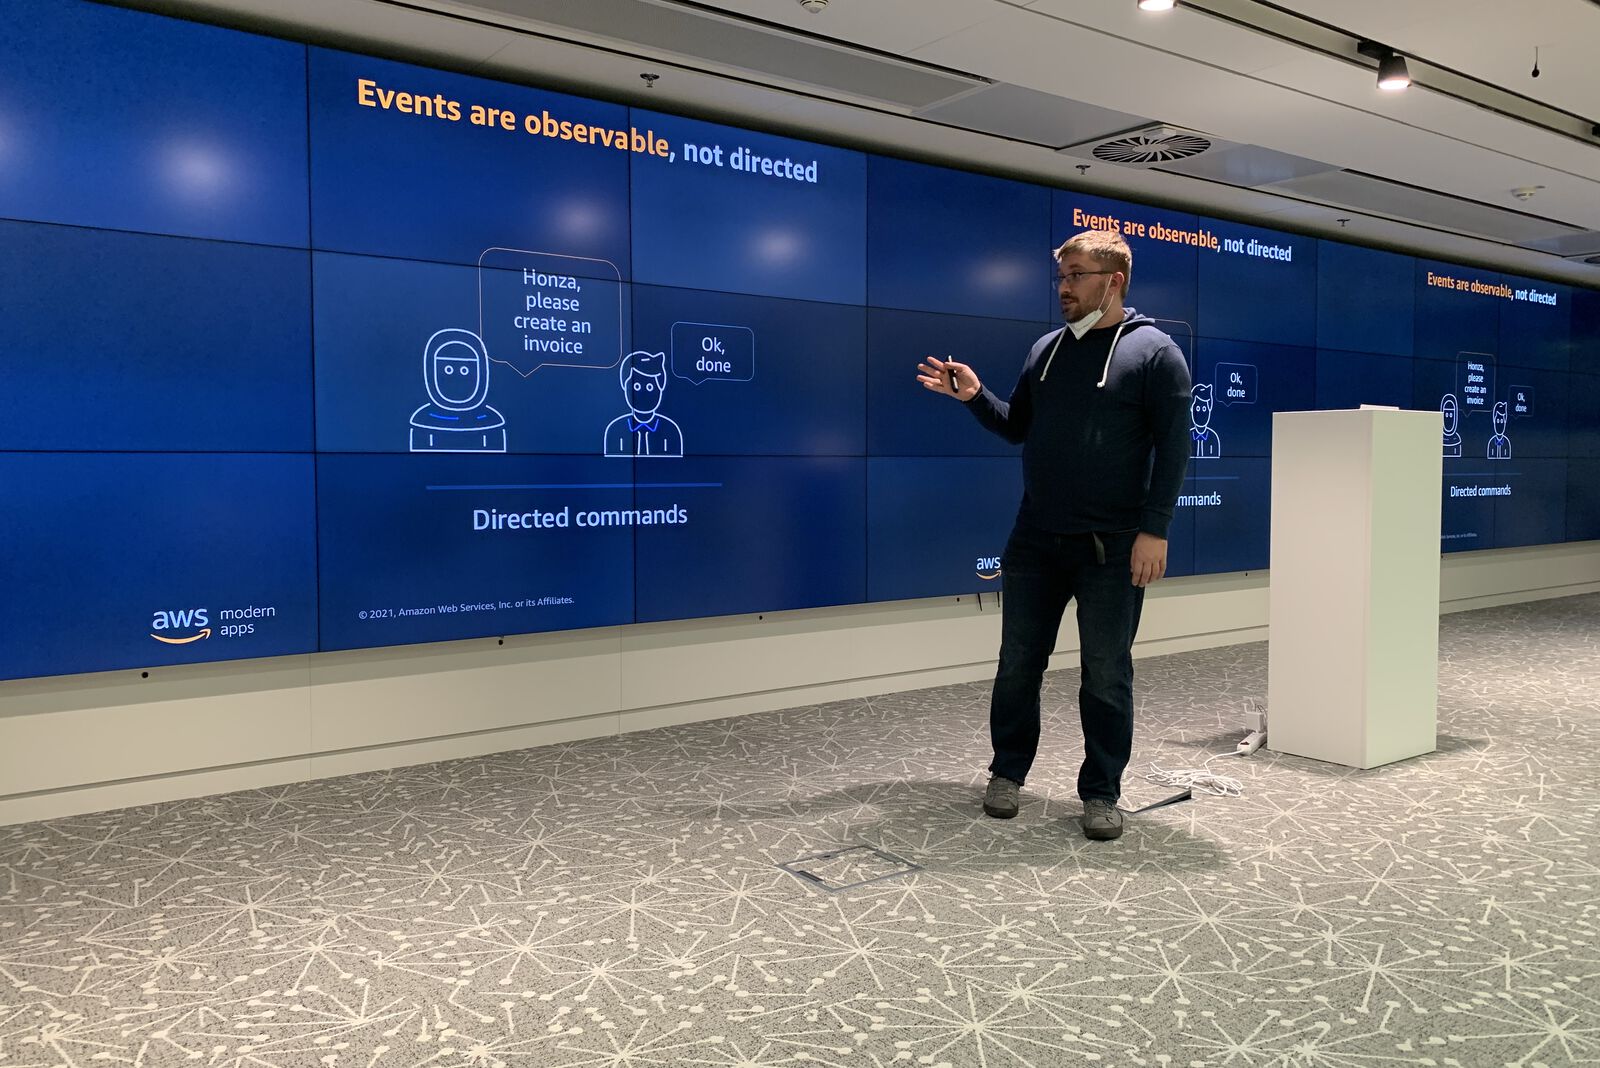 Events are observable, not directed
Honza,
please
create an
invoice
Ok,
done
Directed commands
aws modern
apps
© 2021, Amazon Web Services, Inc. or its Affiliates.
Events are observable, not directed
Ok,
done
mmands
aws
Events are observable, not directed
Honza,
please
create an
invoice
Ok,
done
Directed commands